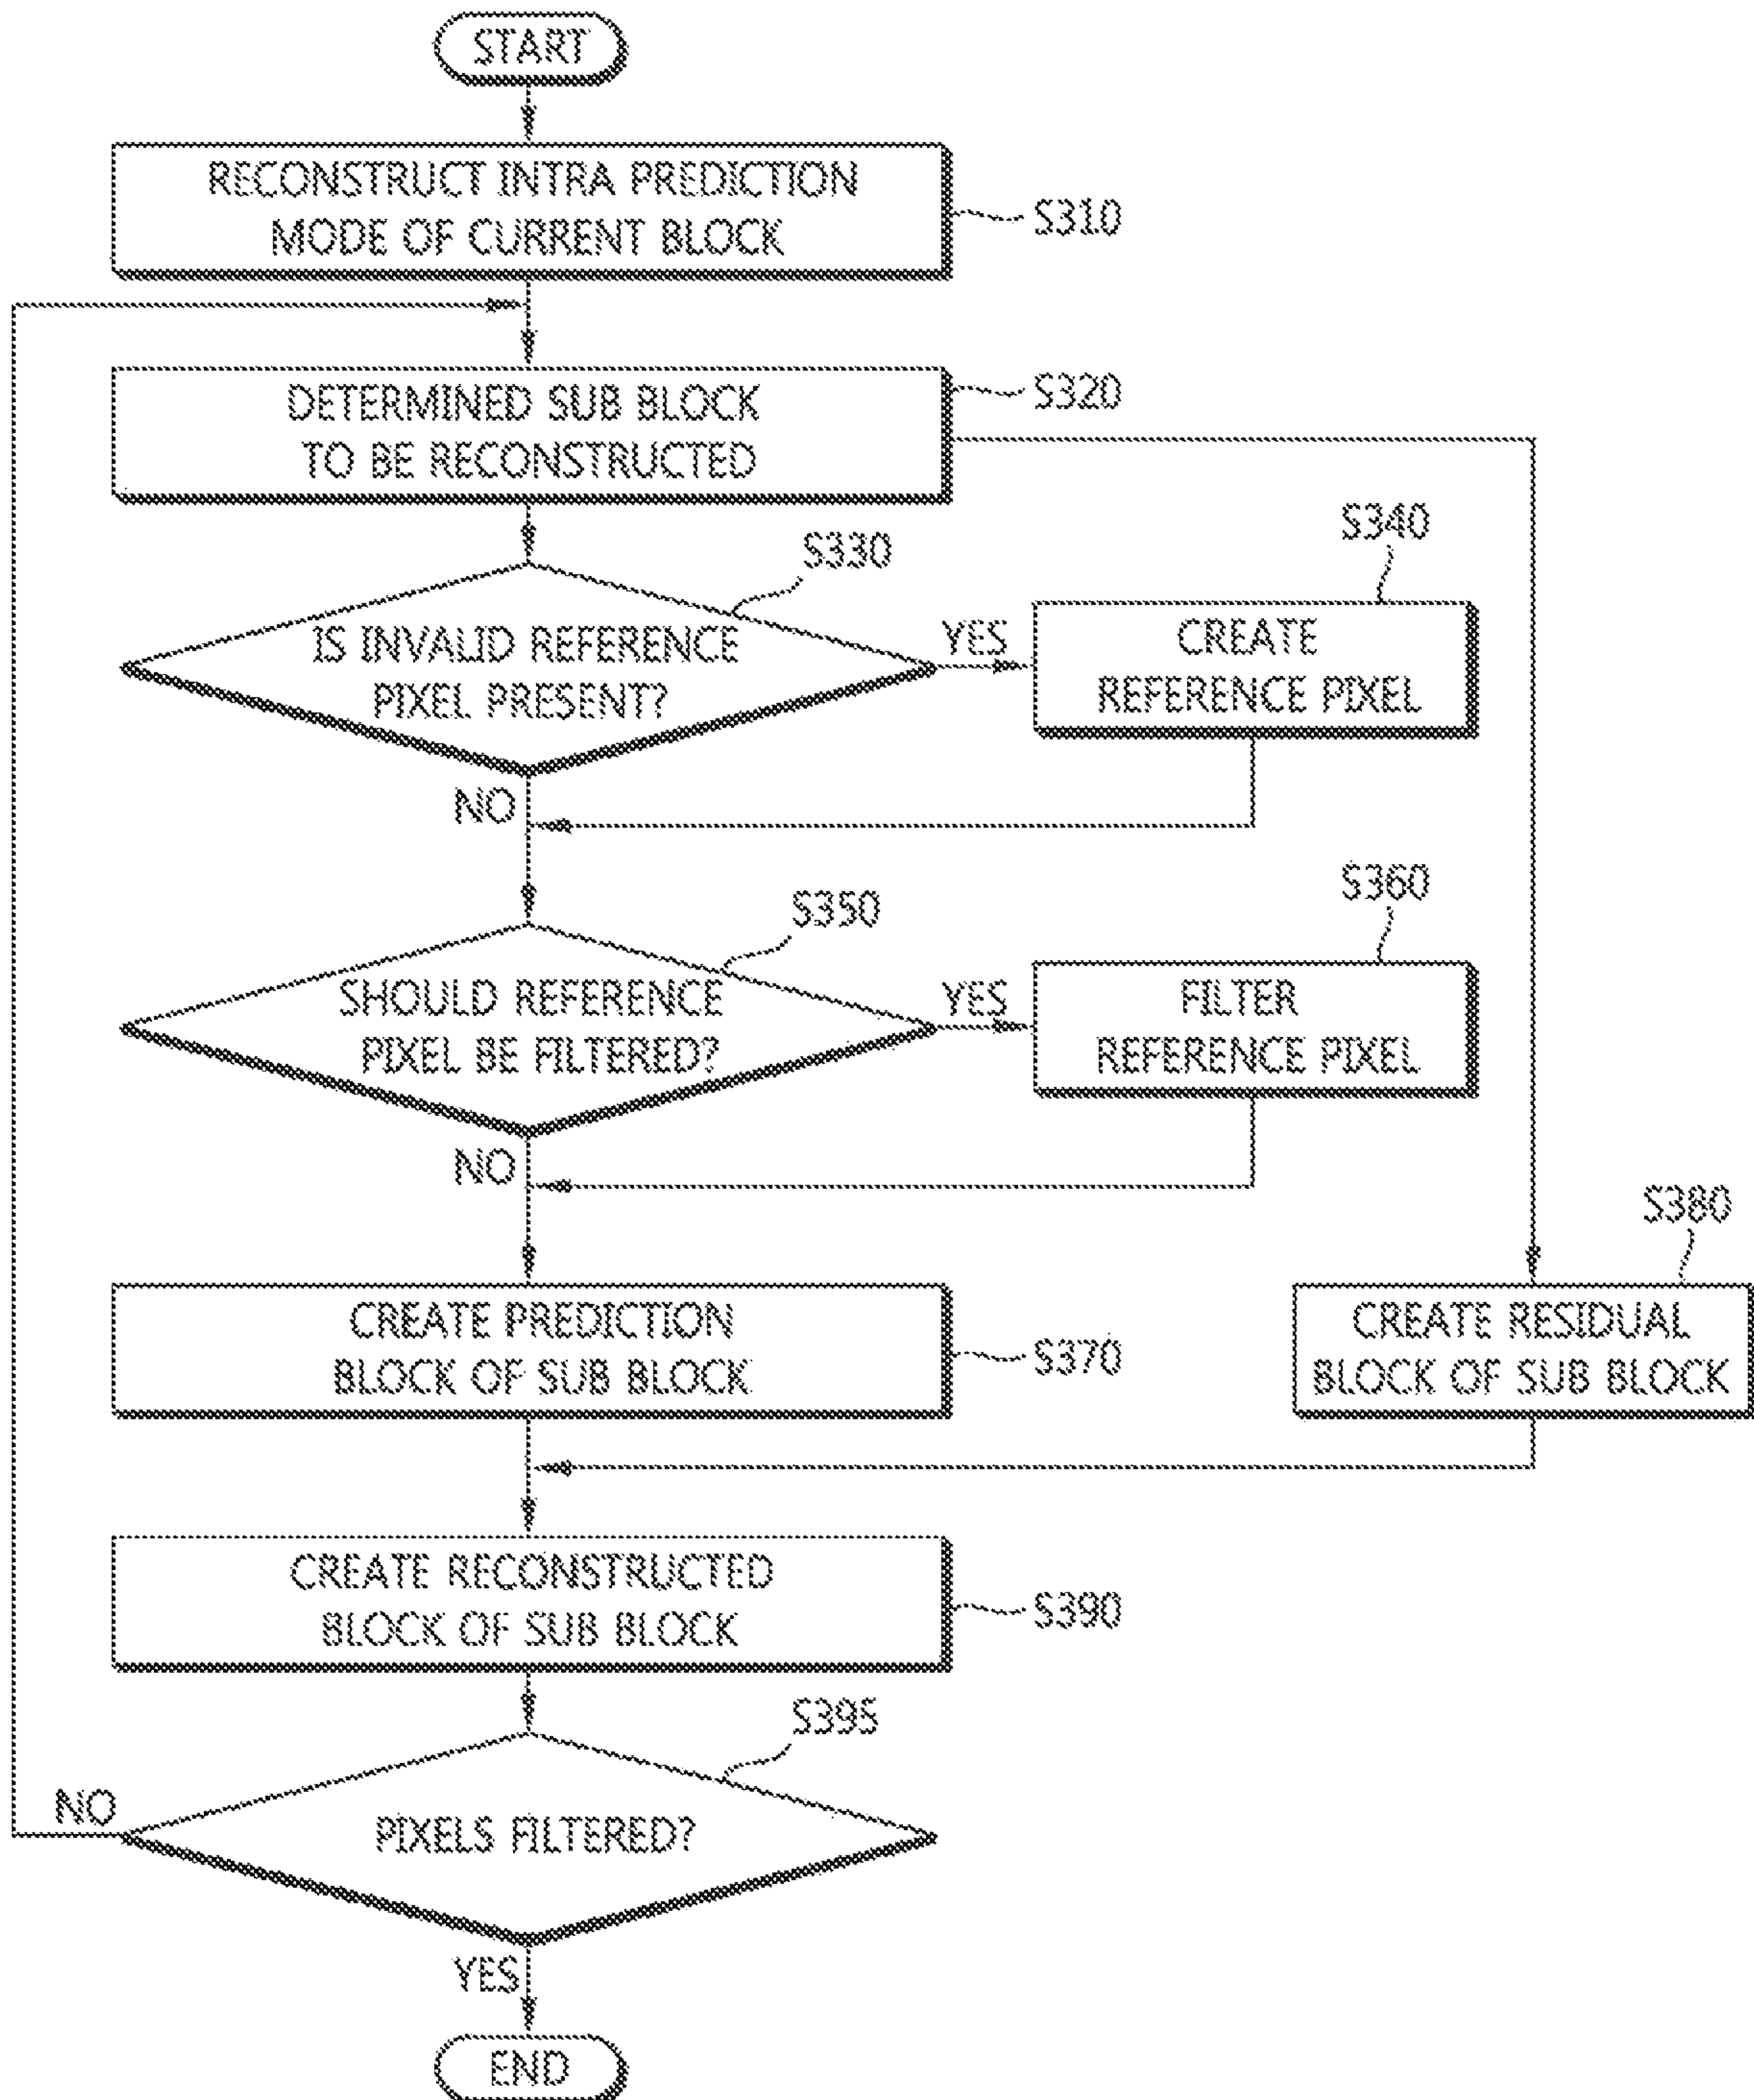 START
RECONSTRUCT INTRA PREDICTION
MODE OF CURRENT BLOCK
S310
DETERMINED SUB BLOCK
TO BE RECONSTRUCTED
S320
S330
IS INVALID REFERENCE
PIXEL PRESENT?
YES
S340
CREATE
REFERENCE PIXEL
NO
S350
SHOULD REFERENCE
PIXEL BE FILTERED?
YES
S360
FILTER
REFERENCE PIXEL
NO
CREATE PREDICTION
BLOCK OF SUB BLOCK
S370
S380
CREATE RESIDUAL
BLOCK OF SUB BLOCK
CREATE RECONSTRUCTED
BLOCK OF SUB BLOCK
S390
S395
NO
PIXELS FILTERED?
YES
END